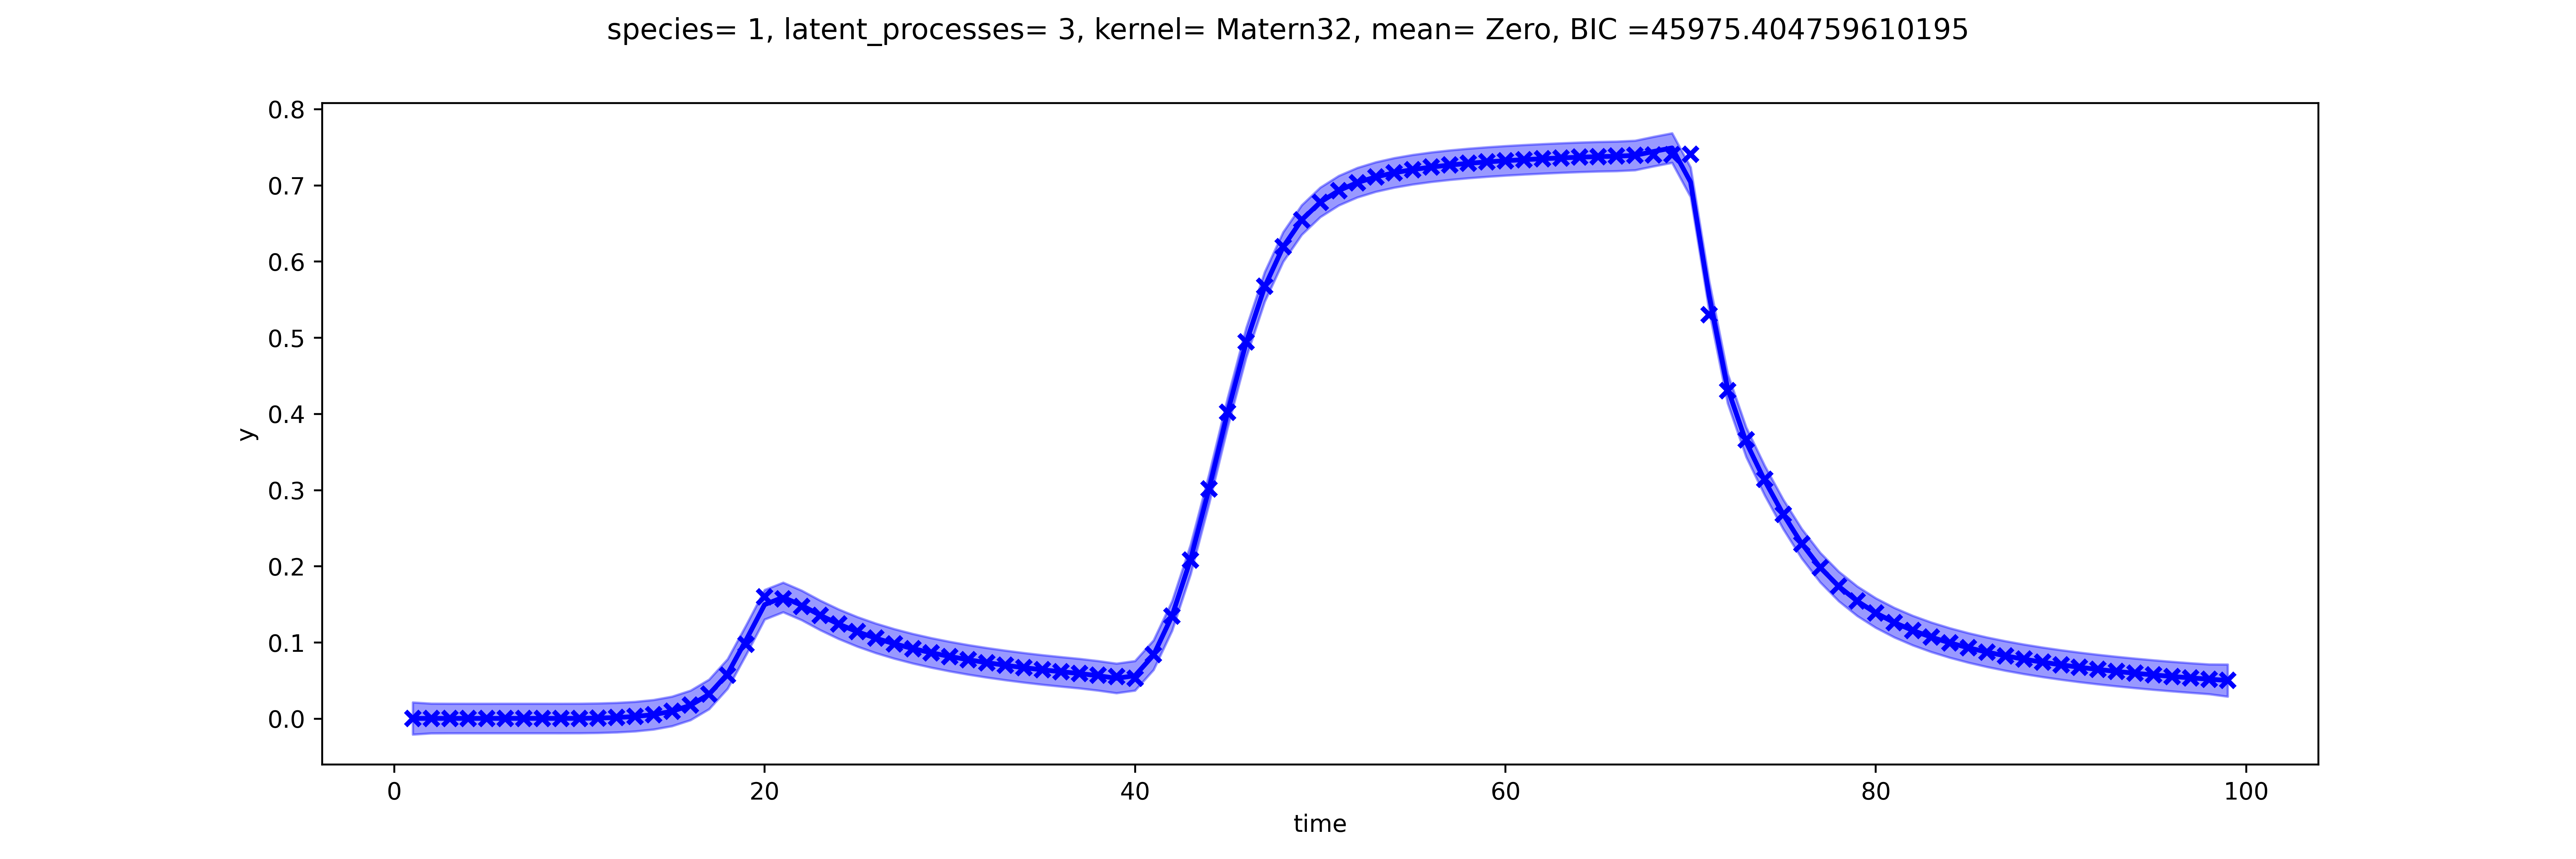 species= 1, latent_processes= 3, kernel= Matern32, mean= Zero, BIC =45975.404759610195
0.8
0.7
0.6
0.5
0.4
0.3
0.2
0.1
0.0
y
0 20 40 60 80 100
time